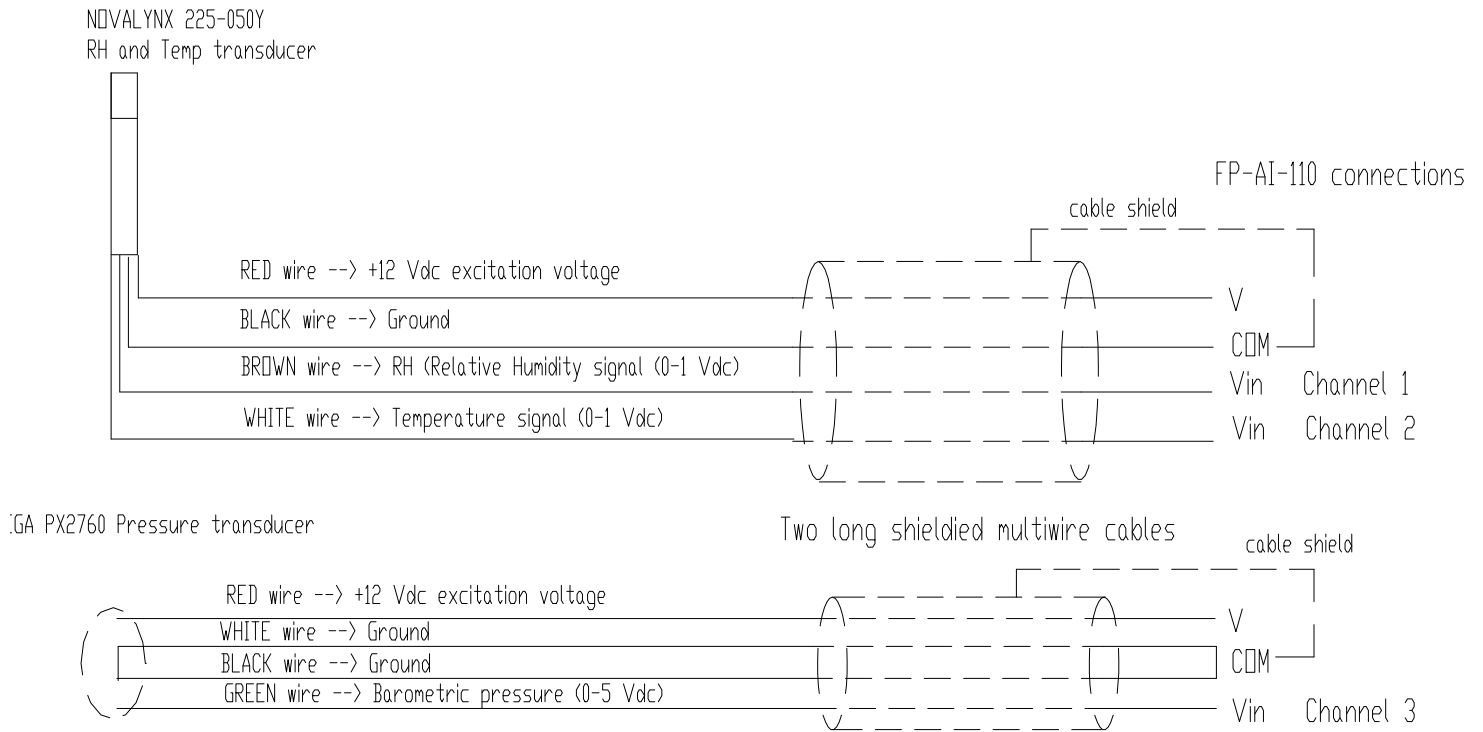 NOVALYNX 225-050Y
RH and Temp transducer
FP-AI-110 connections
cable shield
RED wire --> +12 Vdc excitation voltage
V
BLACK wire --> Ground
COM
BROWN wire --> RH (Relative Humidity signal (0-1 Vdc)
Vin Channel 1
WHITE wire --> Temperature signal (0-1 Vdc)
Vin Channel 2
GA PX2760 Pressure transducer
Two long shieldied multiwire cables
cable shield
RED wire --> +12 Vdc excitation voltage
V
WHITE wire --> Ground
BLACK wire --> Ground
COM
GREEN wire --> Barometric pressure (0-5 Vdc)
Vin Channel 3